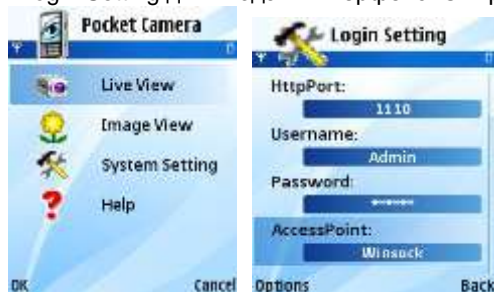 Pocket Camera
Live View
Image View
System Setting
Help
OK
Cancel
Login Setting
HttpPort:
1110
Username:
Admin
Password:
******
AccessPoint:
Winsock
Options
Back